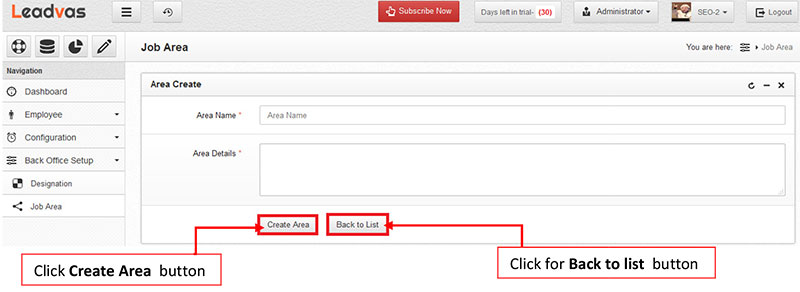 Leadvas
Subscribe Now
Days left in trial- (30)
Administrator
SEO-2
Logout
Job Area
You are here:
Job Area
Navigation
Dashboard
Employee
Configuration
Back Office Setup
Designation
Job Area
Area Create
Area Name *
Area Name
Area Details *
Create Area
Back to List
Click Create Area button
Click for Back to list button